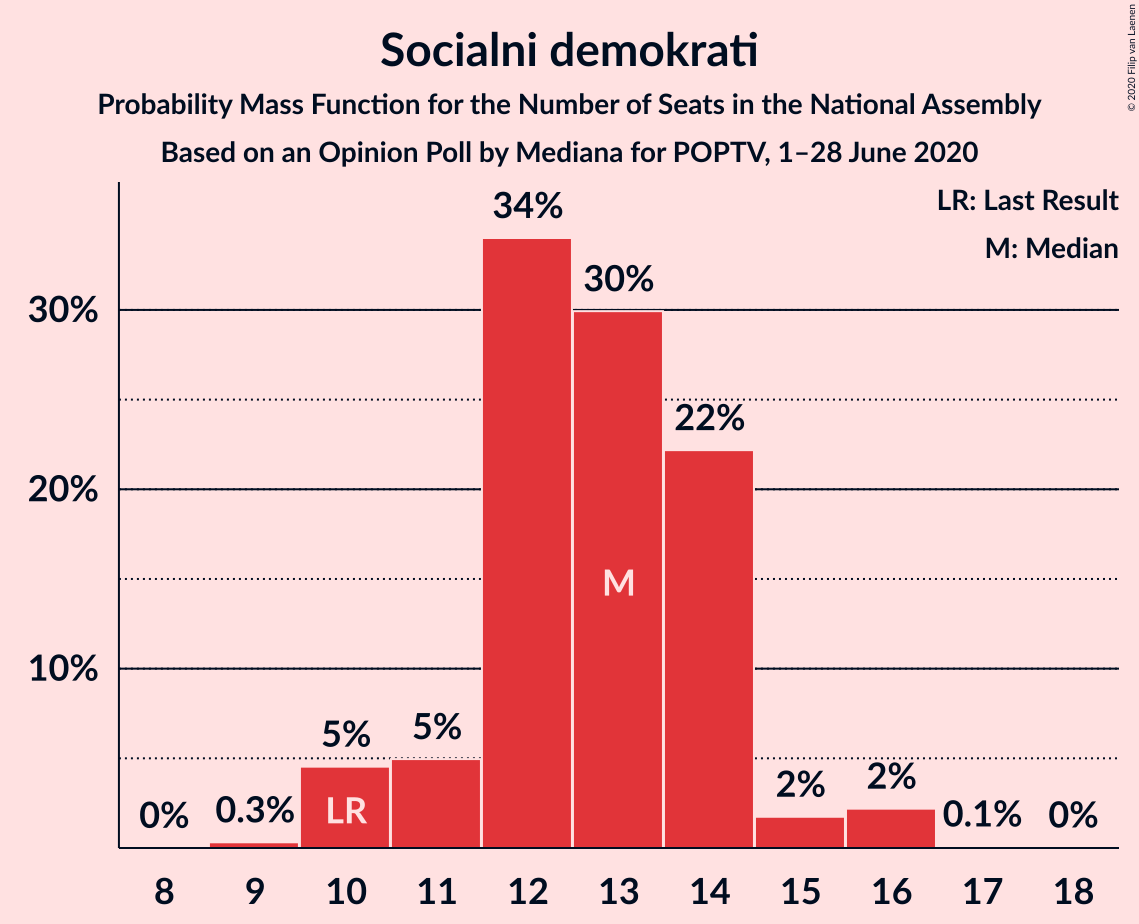 Socialni demokrati
Probability Mass Function for the Number of Seats in the National Assembly
Based on an Opinion Poll by Mediana for POPTV, 1–28 June 2020
© 2020 Filip van Laenen
LR: Last Result
M: Median
30%
20%
10%
0%
0.3%
5%
5%
34%
30%
22%
2%
2%
0.1%
0%
LR
M
8 9 10 11 12 13 14 15 16 17 18